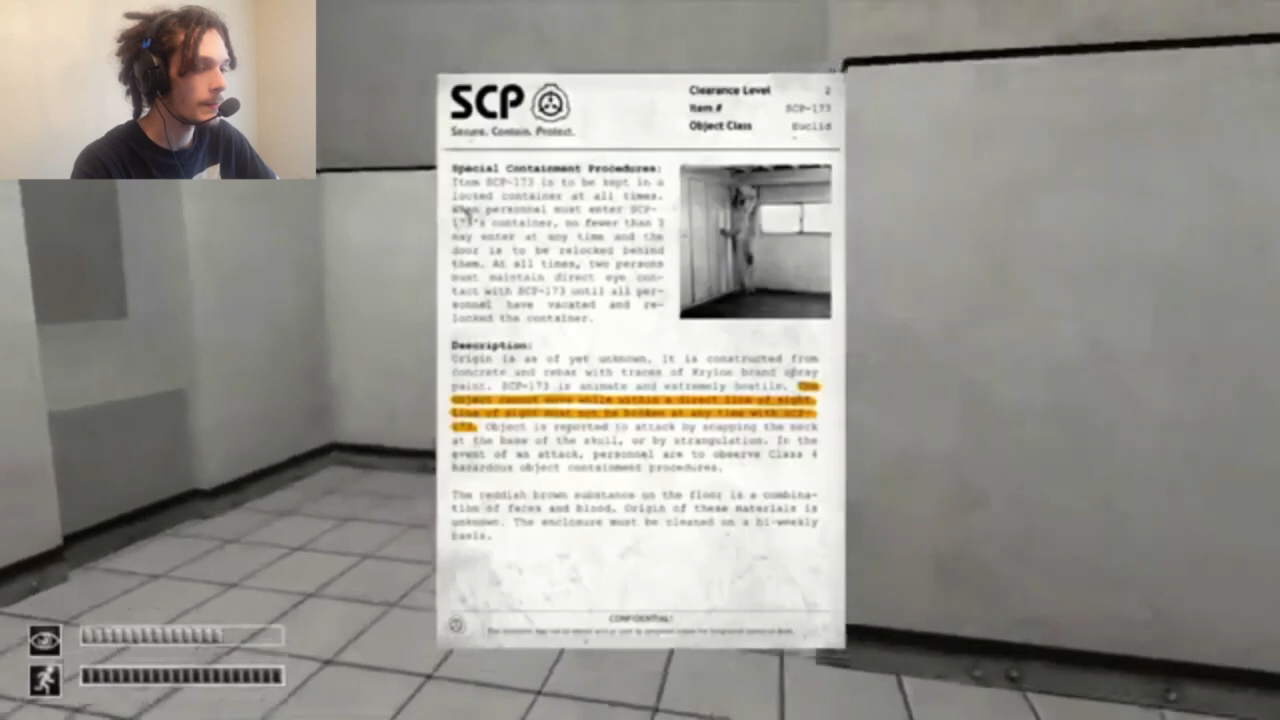 SCP
Secure. Contain. Protect.
Clearance Level 2
Item # SCP-173
Object Class Euclid
Special Containment Procedures:
Item SCP-173 is to be kept in a
locked container at all times.
When personnel must enter SCP-
173's container, no fewer than 3
may enter at any time and the
door is to be relocked behind
them. At all times, two persons
must maintain direct eye con-
tact with SCP-173 until all per-
sonnel have vacated and re-
locked the container.
Description:
Origin is as of yet unknown. It is constructed from
concrete and rebar with traces of Krylon brand spray
paint. SCP-173 is animate and extremely hostile. The
object cannot move while within a direct line of sight.
Line of sight must not be broken at any time with SCP-
173. Object is reported to attack by snapping the neck
at the base of the skull, or by strangulation. In the
event of an attack, personnel are to observe Class 4
hazardous object containment procedures.
The reddish brown substance on the floor is a combina-
tion of feces and blood. Origin of these materials is
unknown. The enclosure must be cleaned on a bi-weekly
basis.
CONFIDENTIAL!